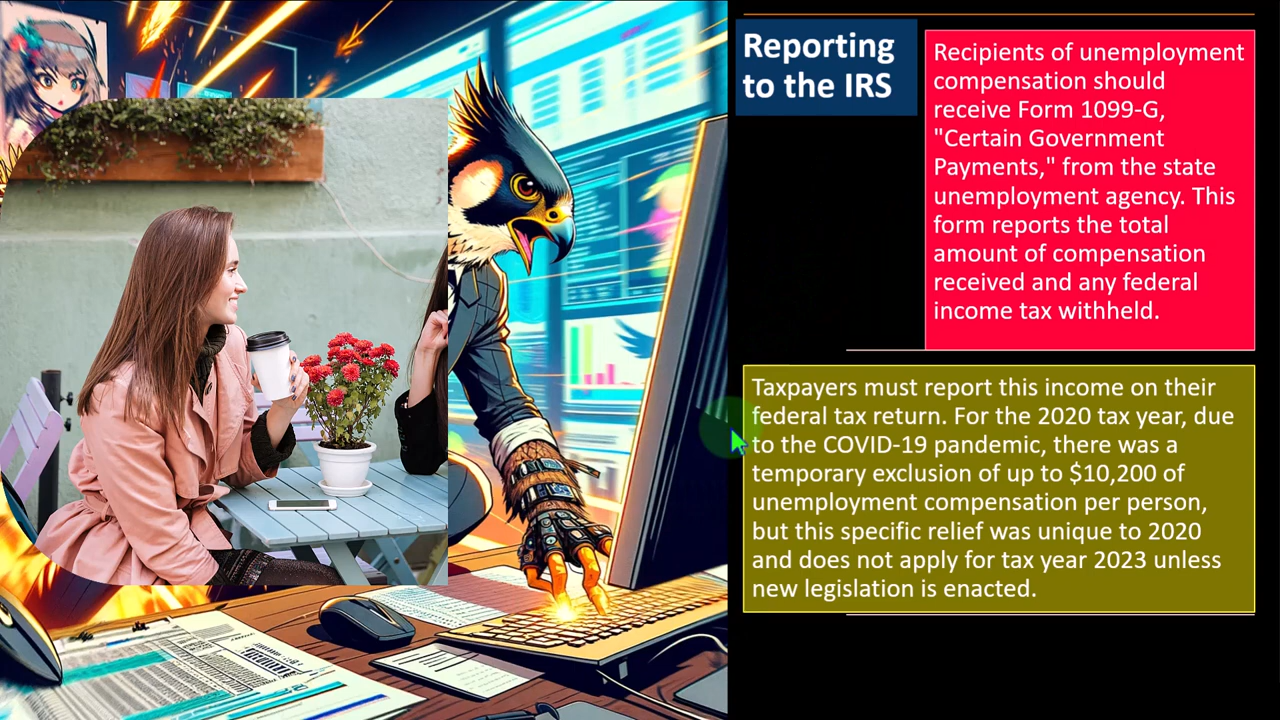 Reporting
to the IRS
Recipients of unemployment
compensation should
receive Form 1099-G,
"Certain Government
Payments," from the state
unemployment agency. This
form reports the total
amount of compensation
received and any federal
income tax withheld.
Taxpayers must report this income on their
federal tax return. For the 2020 tax year, due
to the COVID-19 pandemic, there was a
temporary exclusion of up to $10,200 of
unemployment compensation per person,
but this specific relief was unique to 2020
and does not apply for tax year 2023 unless
new legislation is enacted.